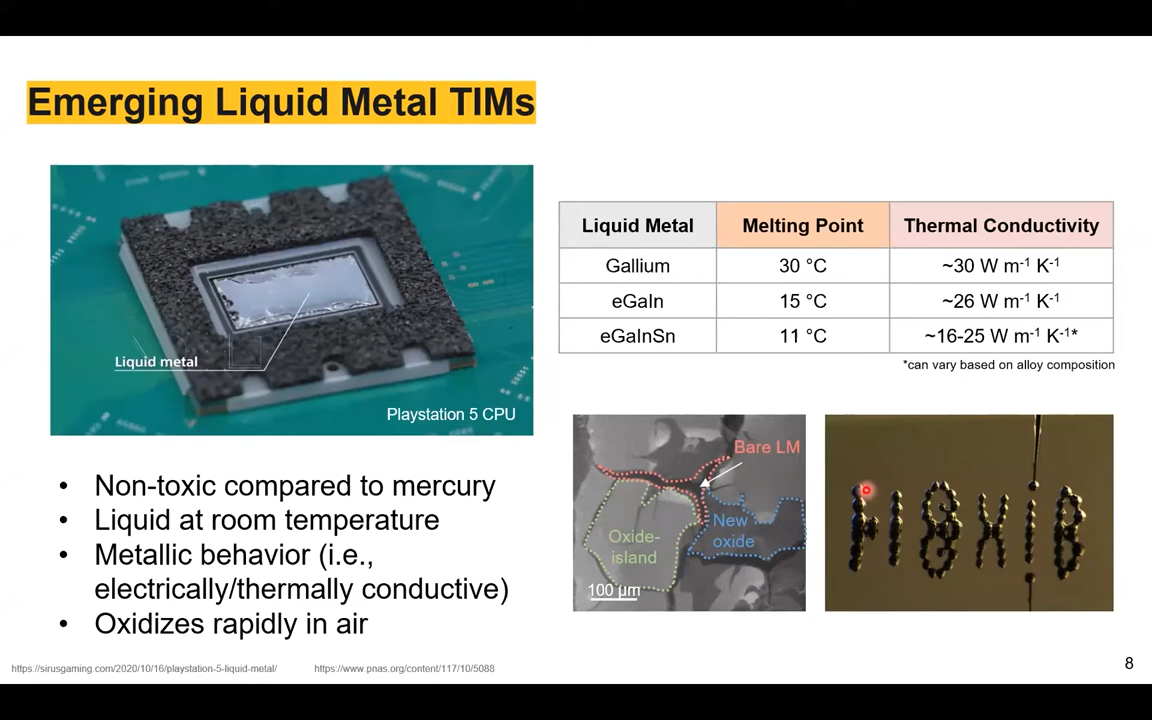 Emerging Liquid Metal TIMs
Liquid metal
Playstation 5 CPU
Liquid Metal Melting Point Thermal Conductivity
Gallium 30 °C ~30 W m⁻¹ K⁻¹
eGaIn 15 °C ~26 W m⁻¹ K⁻¹
eGaInSn 11 °C ~16-25 W m⁻¹ K⁻¹*
*can vary based on alloy composition
Bare LM
New
oxide
Oxide-
island
100 µm
• Non-toxic compared to mercury
• Liquid at room temperature
• Metallic behavior (i.e.,
electrically/thermally conductive)
• Oxidizes rapidly in air
https://sirusgaming.com/2020/10/16/playstation-5-liquid-metal/ https://www.pnas.org/content/117/10/5088
8